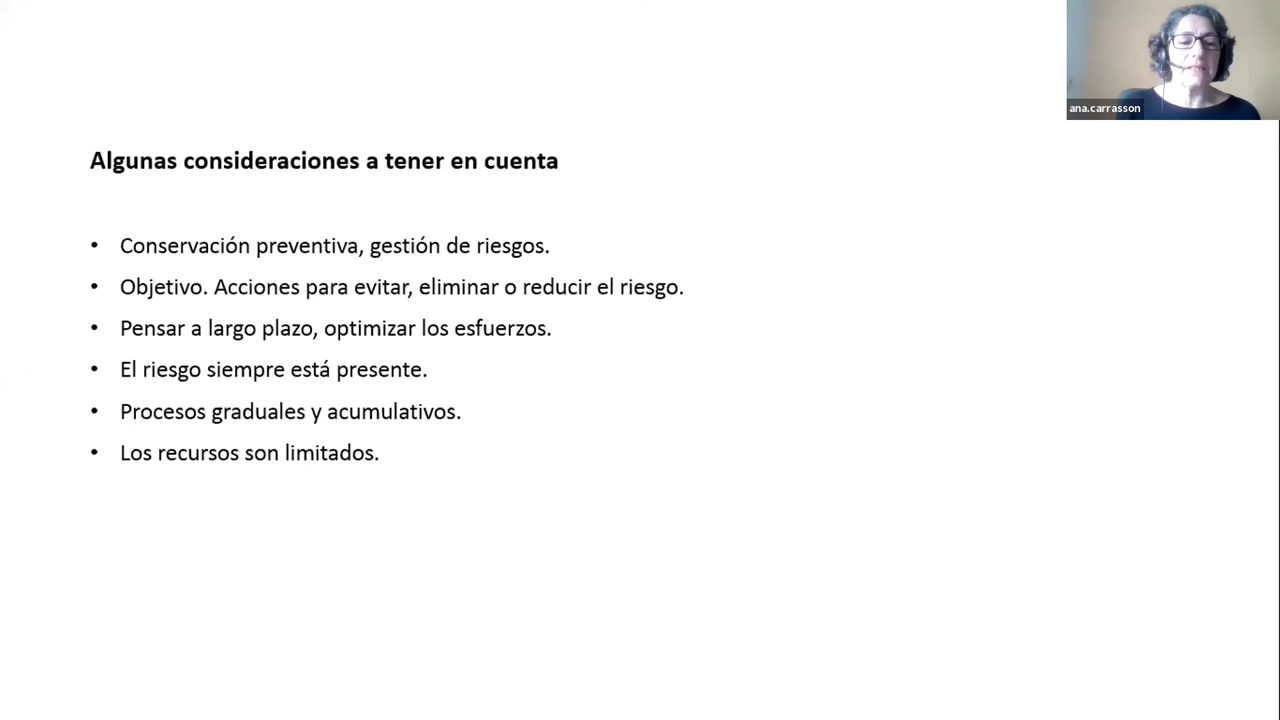 ana.carrasson
Algunas consideraciones a tener en cuenta
• Conservación preventiva, gestión de riesgos.
• Objetivo. Acciones para evitar, eliminar o reducir el riesgo.
• Pensar a largo plazo, optimizar los esfuerzos.
• El riesgo siempre está presente.
• Procesos graduales y acumulativos.
• Los recursos son limitados.